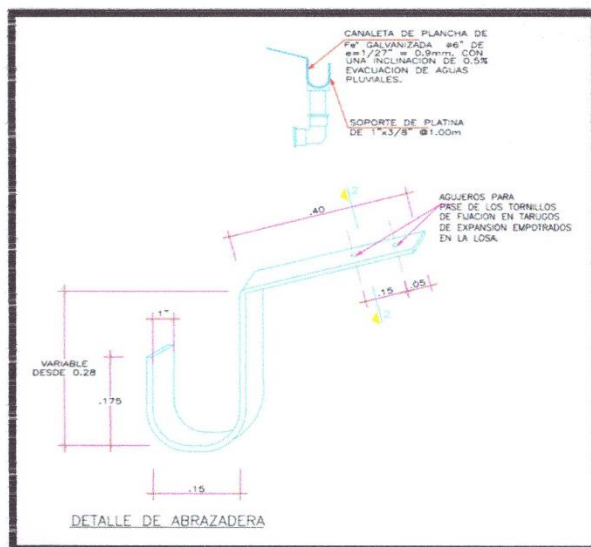 CANALETA DE PLANCHA DE
Fe° GALVANIZADA ø6" DE
e=1/27" = 0.9mm. CON
UNA INCLINACION DE 0.5%
EVACUACION DE AGUAS
PLUVIALES.
SOPORTE DE PLATINA
DE 1"x3/8" @1.00m
AGUJEROS PARA
PASE DE LOS TORNILLOS
DE FIJACION EN TARUGOS
DE EXPANSION EMPOTRADOS
EN LA LOSA.
2
.40
.15
.05
2
1"
VARIABLE
DESDE 0.28
.175
.15
DETALLE DE ABRAZADERA